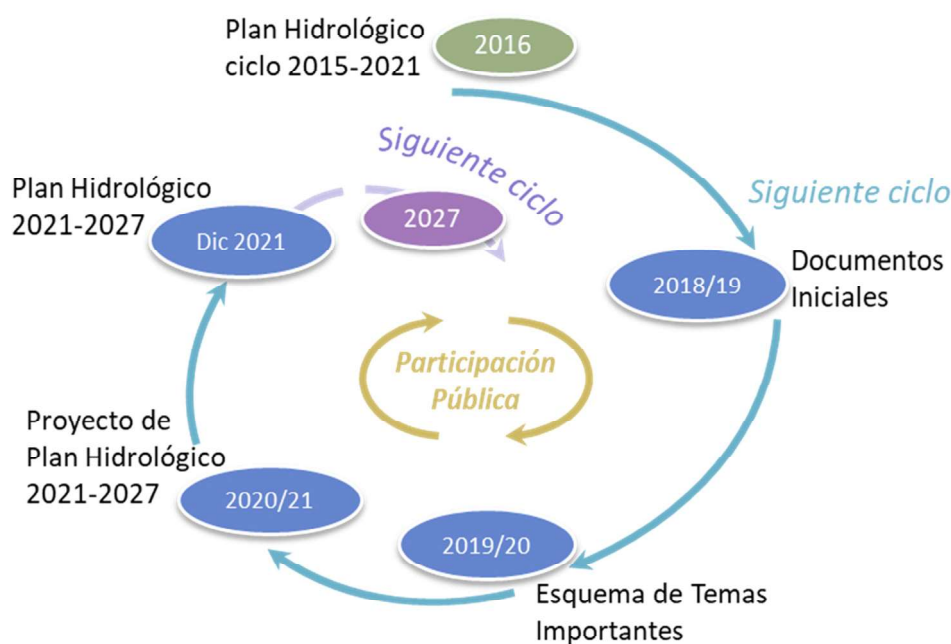 Plan Hidrológico
ciclo 2015-2021
2016
Siguiente ciclo
2018/19
Documentos
Iniciales
2019/20
Esquema de Temas
Importantes
2020/21
Proyecto de
Plan Hidrológico
2021-2027
Dic 2021
Plan Hidrológico
2021-2027
Siguiente ciclo
2027
Participación
Pública